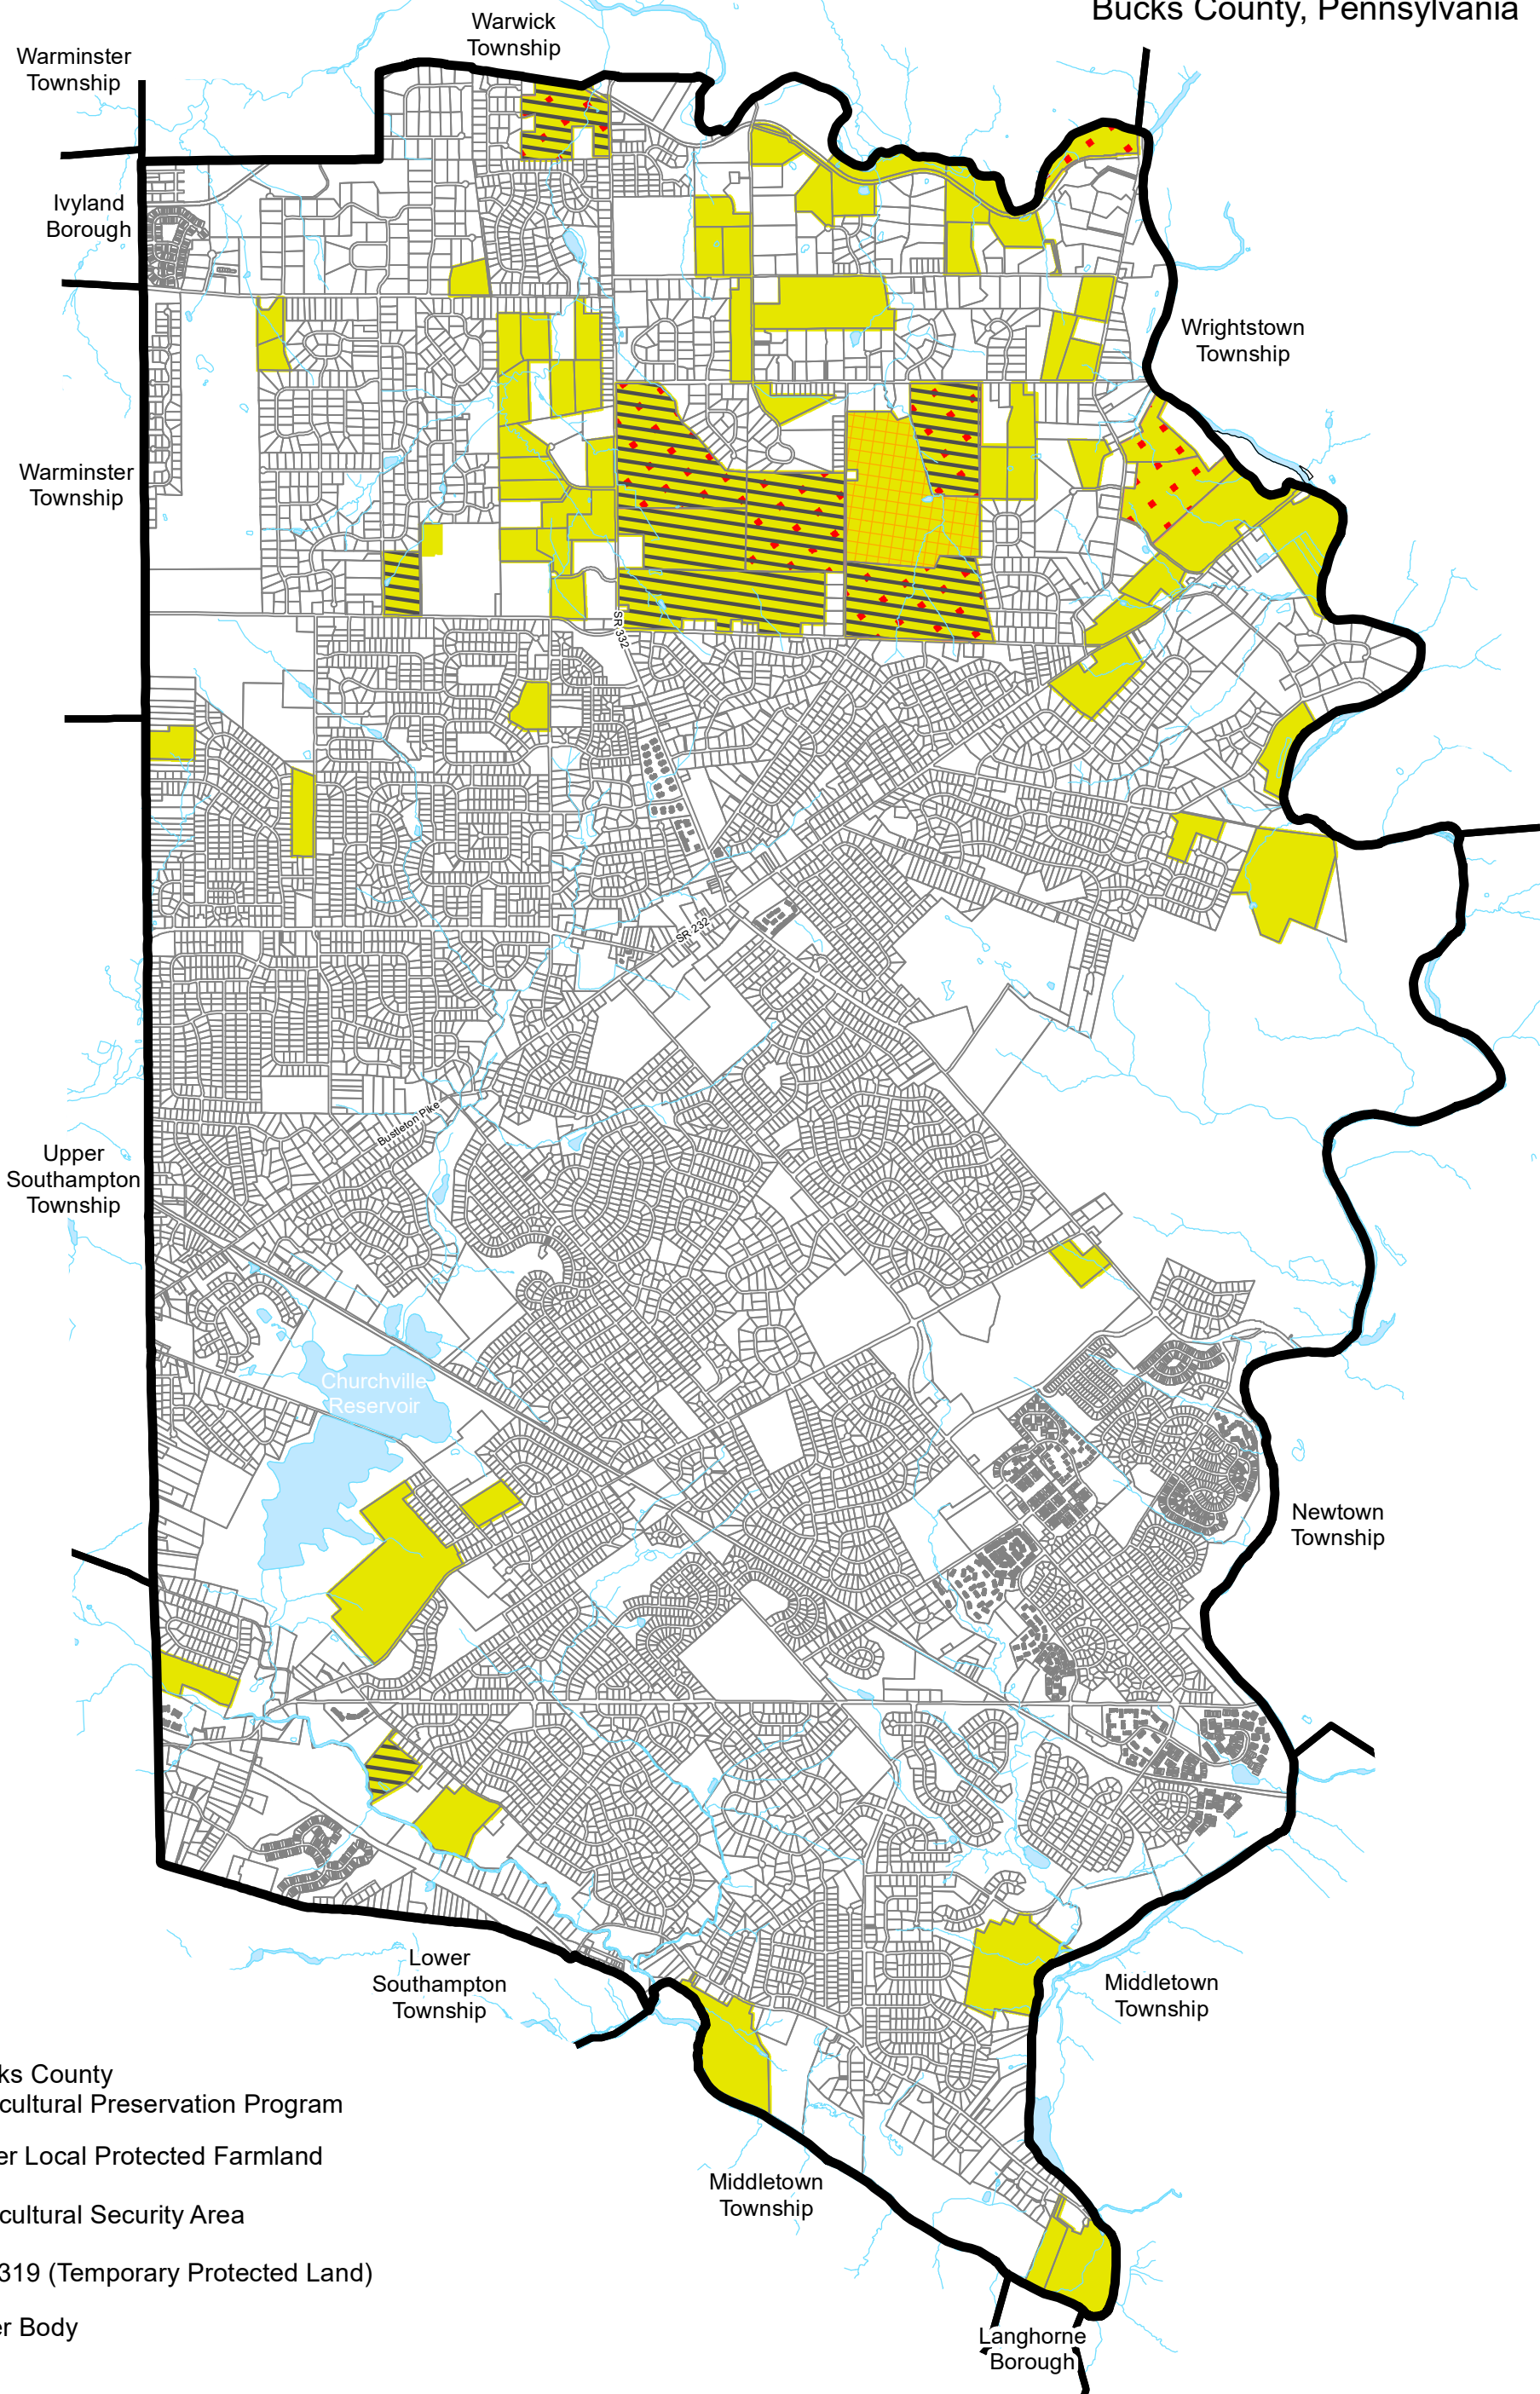 Bucks County, Pennsylvania
Warwick
Township
Warminster
Township
Ivyland
Borough
Wrightstown
Township
Warminster
Township
SR 332
SR 232
Bustleton Pike
Upper
Southampton
Township
Churchville
Reservoir
Newtown
Township
Lower
Southampton
Township
Middletown
Township
ks County
cultural Preservation Program
er Local Protected Farmland
Middletown
Township
cultural Security Area
319 (Temporary Protected Land)
er Body
Langhorne
Borough